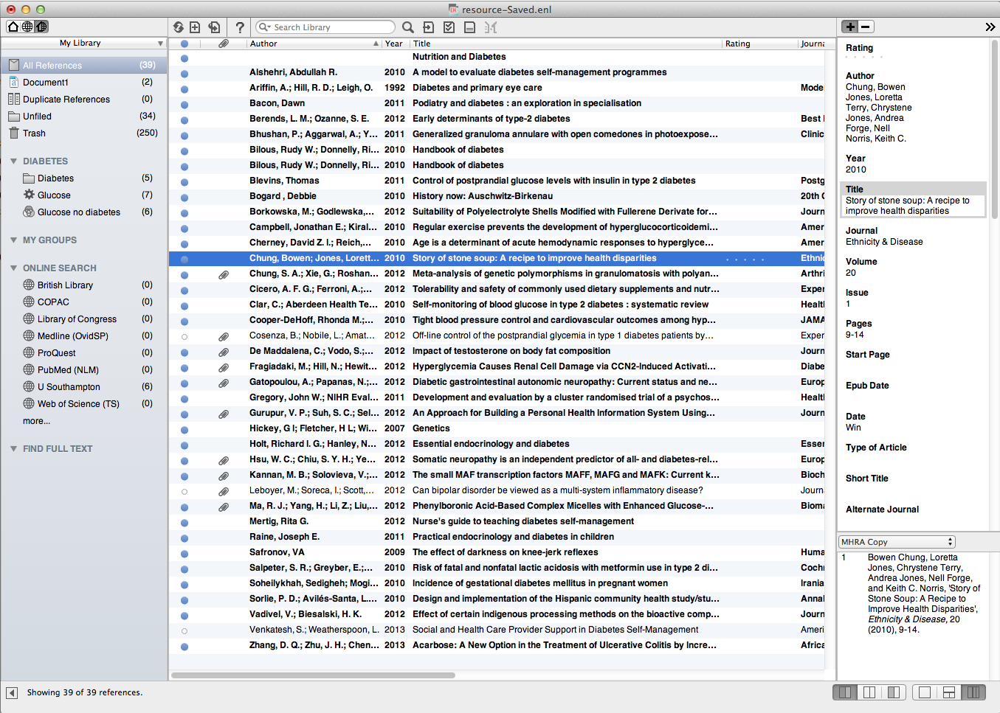 resource-Saved.enl
Search Library
My Library
All References (39)
Document1 (2)
Duplicate References (0)
Unfiled (34)
Trash (250)
DIABETES
Diabetes (5)
Glucose (7)
Glucose no diabetes (6)
MY GROUPS
ONLINE SEARCH
British Library (0)
COPAC (0)
Library of Congress (0)
Medline (OvidSP) (0)
ProQuest (0)
PubMed (NLM) (0)
U Southampton (6)
Web of Science (TS) (0)
more...
FIND FULL TEXT
Author Year Title Rating Journa
Nutrition and Diabetes
Alshehri, Abdullah R. 2010 A model to evaluate diabetes self-management programmes
Ariffin, A.; Hill, R. D.; Leigh, O. 1992 Diabetes and primary eye care Mode
Bacon, Dawn 2011 Podiatry and diabetes : an exploration in specialisation
Berends, L. M.; Ozanne, S. E. 2012 Early determinants of type-2 diabetes Best
Bhushan, P.; Aggarwal, A.; Y... 2011 Generalized granuloma annulare with open comedones in photoexpose... Clinic
Bilous, Rudy W.; Donnelly, Ri... 2010 Handbook of diabetes
Bilous, Rudy W.; Donnelly, Ri... 2010 Handbook of diabetes
Blevins, Thomas 2011 Control of postprandial glucose levels with insulin in type 2 diabetes Postg
Bogard , Debbie 2010 History now: Auschwitz-Birkenau 20th C
Borkowska, M.; Godlewska,... 2012 Suitability of Polyelectrolyte Shells Modified with Fullerene Derivate for... Journ
Campbell, Jonathan E.; Kiral... 2010 Regular exercise prevents the development of hyperglucocorticoidemi... Amer
Cherney, David Z. I.; Reich,... 2010 Age is a determinant of acute hemodynamic responses to hyperglyce... Amer
Chung, Bowen; Jones, Lorett... 2010 Story of stone soup: A recipe to improve health disparities Ethnic
Chung, S. A.; Xie, G.; Roshan... 2012 Meta-analysis of genetic polymorphisms in granulomatosis with polyan... Arthri
Cicero, A. F. G.; Ferroni, A.;... 2012 Tolerability and safety of commonly used dietary supplements and nutr... Exper
Clar, C.; Aberdeen Health Te... 2010 Self-monitoring of blood glucose in type 2 diabetes : systematic review Healt
Cooper-DeHoff, Rhonda M.;... 2010 Tight blood pressure control and cardiovascular outcomes among hyp... JAMA
Cosenza, B.; Nobile, L.; Amat... 2012 Off-line control of the postprandial glycemia in type 1 diabetes patients by... Exper
De Maddalena, C.; Vodo, S.;... 2012 Impact of testosterone on body fat composition Journ
Fragiadaki, M.; Hill, N.; Hewit... 2012 Hyperglycemia Causes Renal Cell Damage via CCN2-Induced Activati... Diabe
Gatopoulou, A.; Papanas, N.;... 2012 Diabetic gastrointestinal autonomic neuropathy: Current status and ne... Europ
Gregory, John W.; NIHR Eval... 2011 Development and evaluation by a cluster randomised trial of a psychos... Healt
Gurupur, V. P.; Suh, S. C.; Sel... 2012 An Approach for Building a Personal Health Information System Using... Journ
Hickey, G I; Fletcher, H L; Wi... 2007 Genetics
Holt, Richard I. G.; Hanley, N... 2012 Essential endocrinology and diabetes Essen
Hsu, W. C.; Chiu, S. Y. H.; Ye... 2012 Somatic neuropathy is an independent predictor of all- and diabetes-rel... Europ
Kannan, M. B.; Solovieva, V.;... 2012 The small MAF transcription factors MAFF, MAFG and MAFK: Current k... Bioch
Leboyer, M.; Soreca, I.; Scott,... 2012 Can bipolar disorder be viewed as a multi-system inflammatory disease? Journ
Ma, R. J.; Yang, H.; Li, Z.; Liu,... 2012 Phenylboronic Acid-Based Complex Micelles with Enhanced Glucose-... Bioma
Mertig, Rita G. 2012 Nurse's guide to teaching diabetes self-management
Raine, Joseph E. 2011 Practical endocrinology and diabetes in children
Safronov, VA 2009 The effect of darkness on knee-jerk reflexes Huma
Salpeter, S. R.; Greyber, E.;... 2010 Risk of fatal and nonfatal lactic acidosis with metformin use in type 2 di... Cochr
Soheilykhah, Sedigheh; Mogi... 2010 Incidence of gestational diabetes mellitus in pregnant women Irania
Sorlie, P. D.; Avilés-Santa, L.... 2010 Design and implementation of the Hispanic community health study/stu... Annal
Vadivel, V.; Biesalski, H. K. 2012 Effect of certain indigenous processing methods on the bioactive comp... Journ
Venkatesh, S.; Weatherspoon, L. 2013 Social and Health Care Provider Support in Diabetes Self-Management Ameri
Zhang, D. Q.; Zhu, J. H.; Chen... 2013 Acarbose: A New Option in the Treatment of Ulcerative Colitis by Incre... Africa
Rating
Author
Chung, Bowen
Jones, Loretta
Terry, Chrystene
Jones, Andrea
Forge, Nell
Norris, Keith C.
Year
2010
Title
Story of stone soup: A recipe to
improve health disparities
Journal
Ethnicity & Disease
Volume
20
Issue
1
Pages
9-14
Start Page
Epub Date
Date
Win
Type of Article
Short Title
Alternate Journal
MHRA Copy
1 Bowen Chung, Loretta
Jones, Chrystene Terry,
Andrea Jones, Nell Forge,
and Keith C. Norris, 'Story of
Stone Soup: A Recipe to
Improve Health Disparities',
Ethnicity & Disease, 20
(2010), 9-14.
Showing 39 of 39 references.